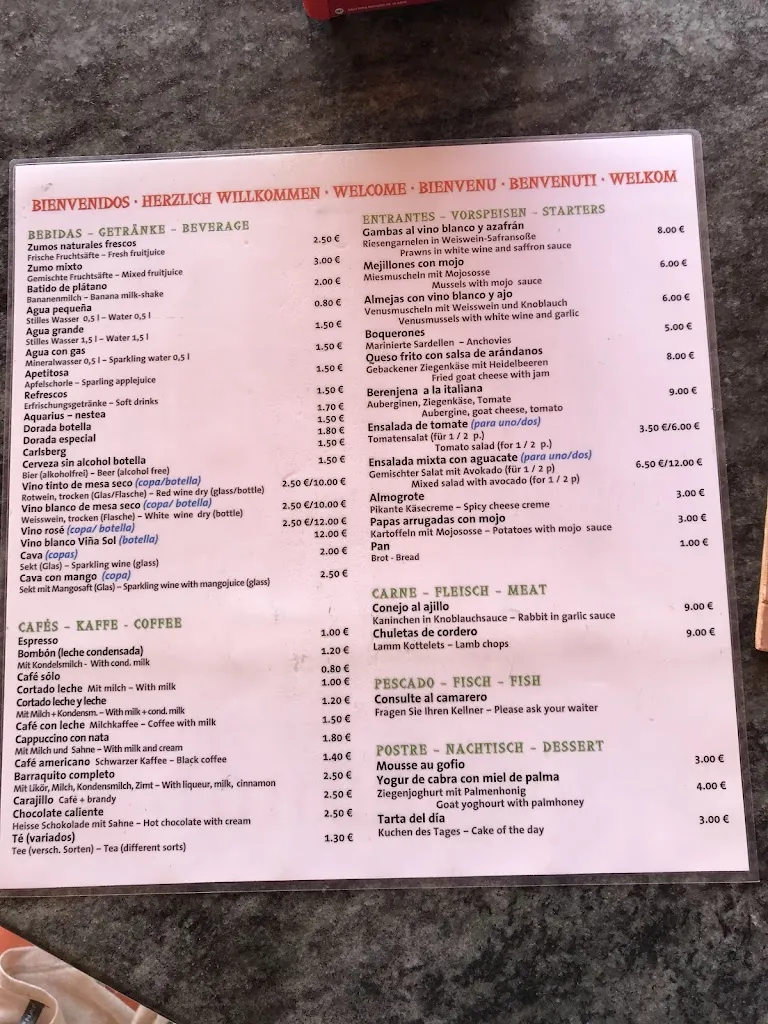 BIENVENIDOS · HERZLICH WILLKOMMEN · WELCOME · BIENVENU · BENVENUTI · WELKOM
BEBIDAS – GETRÄNKE – BEVERAGE
Zumos naturales frescos 2.50 €
Frische Fruchtsäfte – Fresh fruitjuice
Zumo mixto 3.00 €
Gemischte Fruchtsäfte – Mixed fruitjuice
Batido de plátano 2.00 €
Bananenmilch – Banana milk-shake
Agua pequeña 0.80 €
Stilles Wasser 0,5 l – Water 0,5 l
Agua grande 1.50 €
Stilles Wasser 1,5 l – Water 1,5 l
Agua con gas 1.50 €
Mineralwasser 0,5 l – Sparkling water 0,5 l
Apetitosa 1.50 €
Apfelschorle – Sparling applejuice
Refrescos 1.50 €
Erfrischungsgetränke – Soft drinks
Aquarius – nestea 1.70 €
Dorada botella 1.50 €
Dorada especial 1.80 €
Carlsberg 1.50 €
Cerveza sin alcohol botella 1.50 €
Bier (alkoholfrei) – Beer (alcohol free)
Vino tinto de mesa seco (copa/botella) 2.50 €/10.00 €
Rotwein, trocken (Glas/Flasche) – Red wine dry (glass/bottle)
Vino blanco de mesa seco (copa/ botella) 2.50 €/10.00 €
Weisswein, trocken (Flasche) – White wine dry (bottle)
Vino rosé (copa/ botella) 2.50 €/12.00 €
Vino blanco Viña Sol (botella) 12.00 €
Cava (copas) 2.00 €
Sekt (Glas) – Sparkling wine (glass)
Cava con mango (copa) 2.50 €
Sekt mit Mangosaft (Glas) – Sparkling wine with mangojuice (glass)
CAFÉS – KAFFE – COFFEE
Espresso 1.00 €
Bombón (leche condensada) 1.20 €
Mit Kondelsmilch - With cond. milk
Café sólo 0.80 €
Cortado leche Mit milch – With milk 1.00 €
Cortado leche y leche 1.20 €
Mit Milch + Kondensm. – With milk + cond. milk
Café con leche Milchkaffee – Coffee with milk 1.50 €
Cappuccino con nata 1.80 €
Mit Milch und Sahne – With milk and cream
Café americano Schwarzer Kaffee – Black coffee 1.40 €
Barraquito completo 2.50 €
Mit Likör, Milch, Kondensmilch, Zimt – With liqueur, milk, cinnamon
Carajillo Café + brandy 2.50 €
Chocolate caliente 2.50 €
Heisse Schokolade mit Sahne – Hot chocolate with cream
Té (variados) 1.30 €
Tee (versch. Sorten) – Tea (different sorts)
ENTRANTES – VORSPEISEN – STARTERS
Gambas al vino blanco y azafrán 8.00 €
Riesengarnelen in Weiswein-Safransoße
Prawns in white wine and saffron sauce
Mejillones con mojo 6.00 €
Miesmuscheln mit Mojososse
Mussels with mojo sauce
Almejas con vino blanco y ajo 6.00 €
Venusmuscheln mit Weisswein und Knoblauch
Venusmussels with white wine and garlic
Boquerones 5.00 €
Marinierte Sardellen – Anchovies
Queso frito con salsa de arándanos 8.00 €
Gebackener Ziegenkäse mit Heidelbeeren
Fried goat cheese with jam
Berenjena a la italiana 9.00 €
Auberginen, Ziegenkäse, Tomate
Aubergine, goat cheese, tomato
Ensalada de tomate (para uno/dos) 3.50 €/6.00 €
Tomatensalat (für 1 / 2 p.)
Tomato salad (for 1 / 2 p.)
Ensalada mixta con aguacate (para uno/dos) 6.50 €/12.00 €
Gemischter Salat mit Avokado (für 1 / 2 p)
Mixed salad with avocado (for 1 / 2 p)
Almogrote 3.00 €
Pikante Käsecreme – Spicy cheese creme
Papas arrugadas con mojo 3.00 €
Kartoffeln mit Mojososse – Potatoes with mojo sauce
Pan 1.00 €
Brot - Bread
CARNE – FLEISCH – MEAT
Conejo al ajillo 9.00 €
Kaninchen in Knoblauchsauce – Rabbit in garlic sauce
Chuletas de cordero 9.00 €
Lamm Kottelets – Lamb chops
PESCADO – FISCH – FISH
Consulte al camarero
Fragen Sie Ihren Kellner – Please ask your waiter
POSTRE – NACHTISCH – DESSERT
Mousse au gofio 3.00 €
Yogur de cabra con miel de palma 4.00 €
Ziegenjoghurt mit Palmenhonig
Goat yoghourt with palmhoney
Tarta del día 3.00 €
Kuchen des Tages – Cake of the day